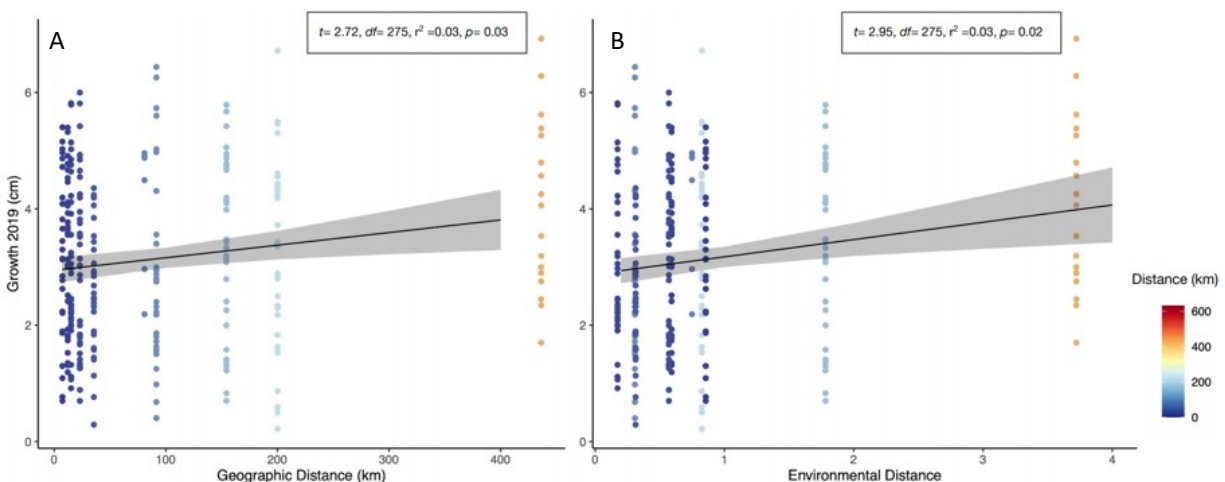 A
t= 2.72, df= 275, r² =0.03, p= 0.03
B
t= 2.95, df= 275, r² =0.03, p= 0.02
Growth 2019 (cm)
6
4
2
0
0 100 200 300 400
Geographic Distance (km)
6
4
2
0
0 1 2 3 4
Environmental Distance
Distance (km)
600
400
200
0